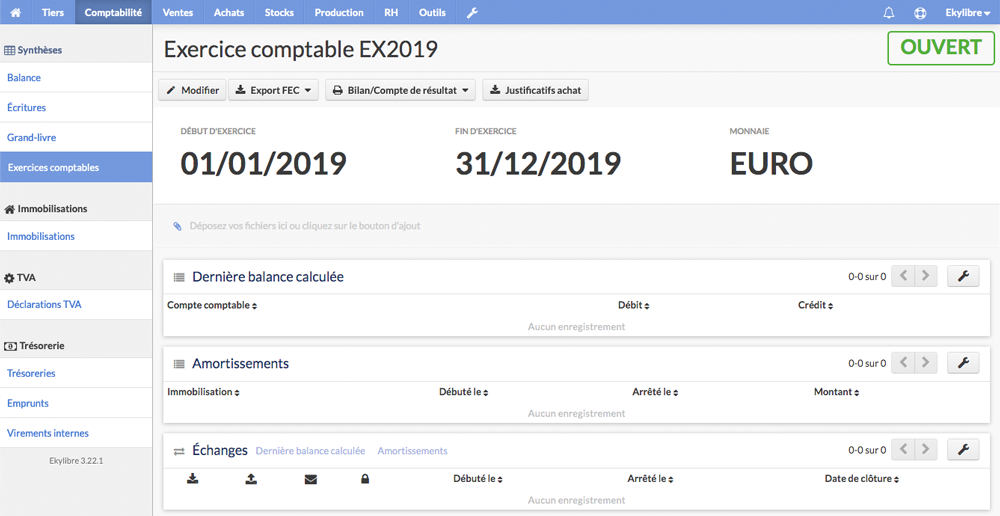 Tiers Comptabilité Ventes Achats Stocks Production RH Outils Ekylibre
Synthèses
Balance
Écritures
Grand-livre
Exercices comptables
Immobilisations
Immobilisations
TVA
Déclarations TVA
Trésorerie
Trésoreries
Emprunts
Virements internes
Ekylibre 3.22.1
Exercice comptable EX2019
OUVERT
Modifier Export FEC Bilan/Compte de résultat Justificatifs achat
DÉBUT D'EXERCICE FIN D'EXERCICE MONNAIE
01/01/2019 31/12/2019 EURO
Déposez vos fichiers ici ou cliquez sur le bouton d'ajout
Dernière balance calculée 0-0 sur 0
Compte comptable Débit Crédit
Aucun enregistrement
Amortissements 0-0 sur 0
Immobilisation Débuté le Arrêté le Montant
Aucun enregistrement
Échanges Dernière balance calculée Amortissements 0-0 sur 0
Débuté le Arrêté le Date de clôture
Aucun enregistrement